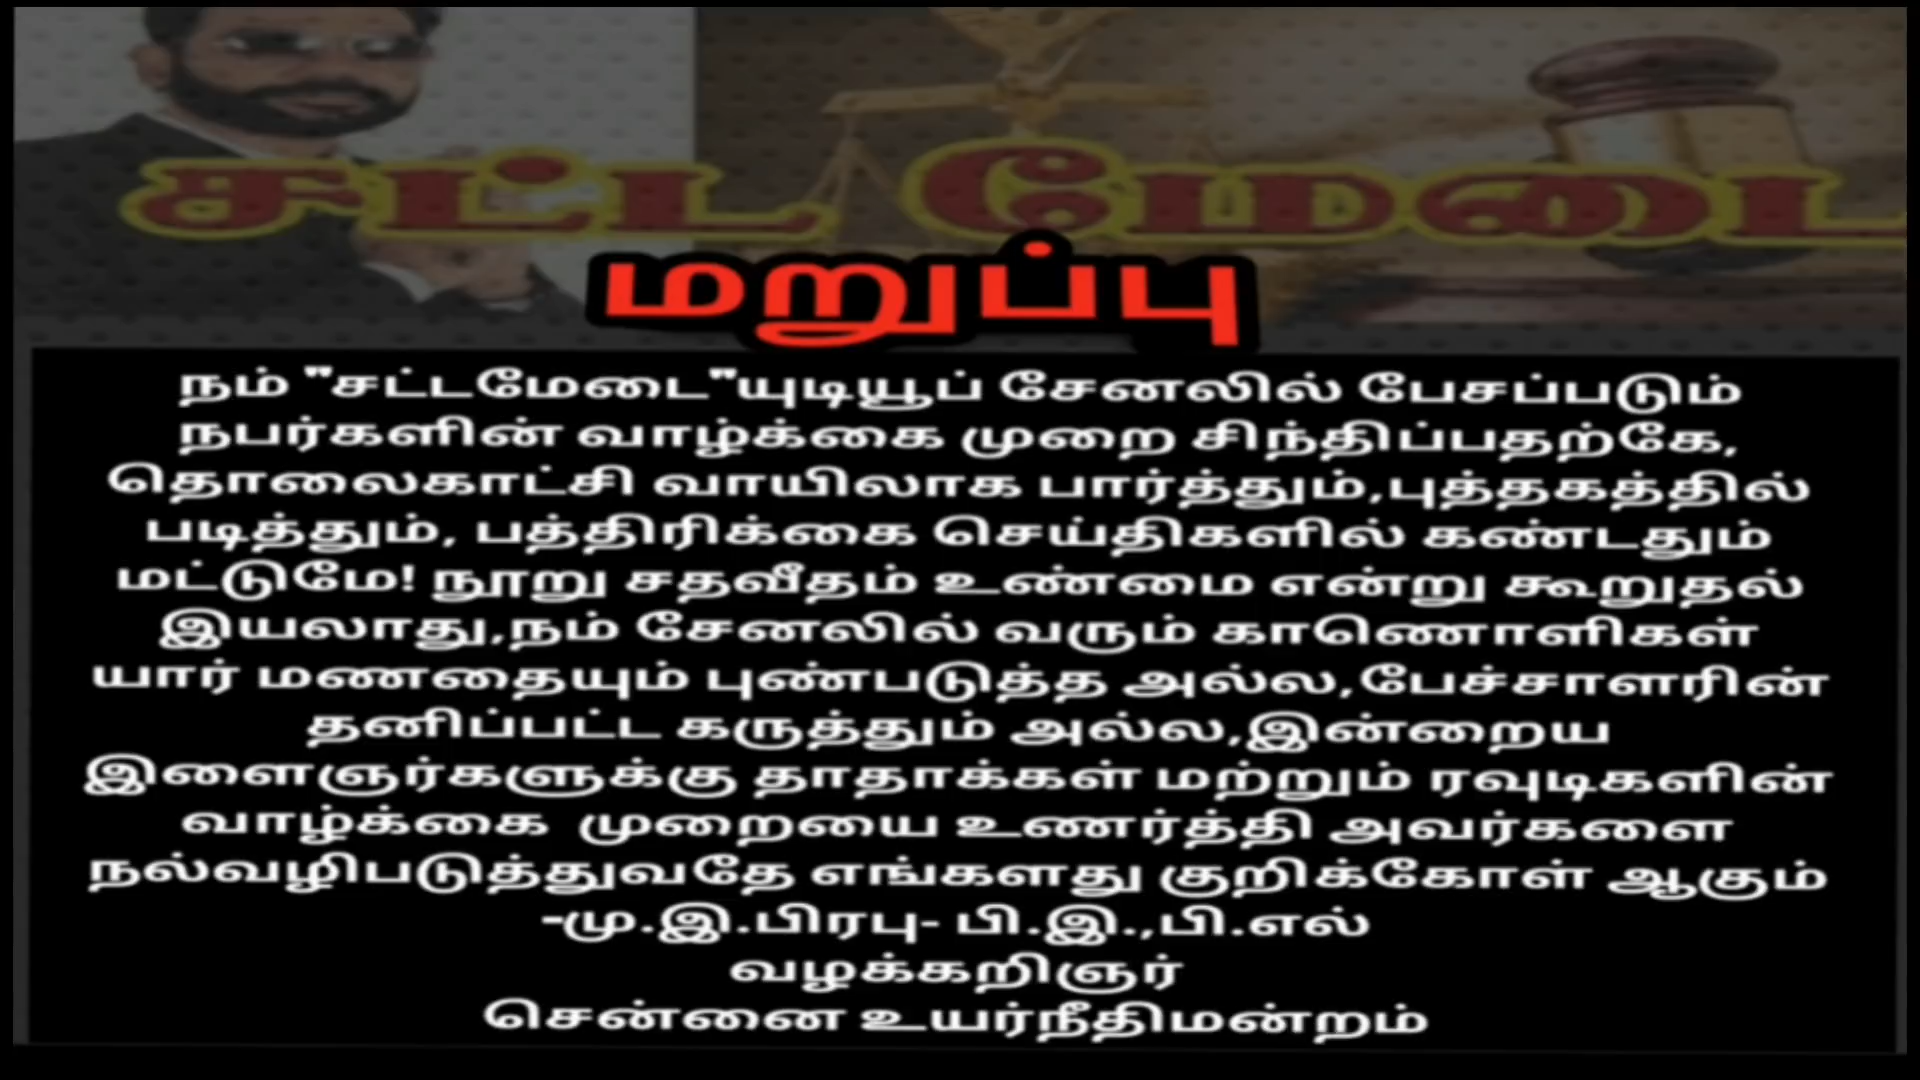 சட்ட மேடை
மறுப்பு
நம் "சட்டமேடை"யுடியூப் சேனலில் பேசப்படும்
நபர்களின் வாழ்க்கை முறை சிந்திப்பதற்கே,
தொலைகாட்சி வாயிலாக பார்த்தும்,புத்தகத்தில்
படித்தும், பத்திரிக்கை செய்திகளில் கண்டதும்
மட்டுமே! நூறு சதவீதம் உண்மை என்று கூறுதல்
இயலாது,நம் சேனலில் வரும் காணொளிகள்
யார் மணதையும் புண்படுத்த அல்ல,பேச்சாளரின்
தனிப்பட்ட கருத்தும் அல்ல,இன்றைய
இளைஞர்களுக்கு தாதாக்கள் மற்றும் ரவுடிகளின்
வாழ்க்கை முறையை உணர்த்தி அவர்களை
நல்வழிபடுத்துவதே எங்களது குறிக்கோள் ஆகும்
-மு.இ.பிரபு- பி.இ.,பி.எல்
வழக்கறிஞர்
சென்னை உயர்நீதிமன்றம்